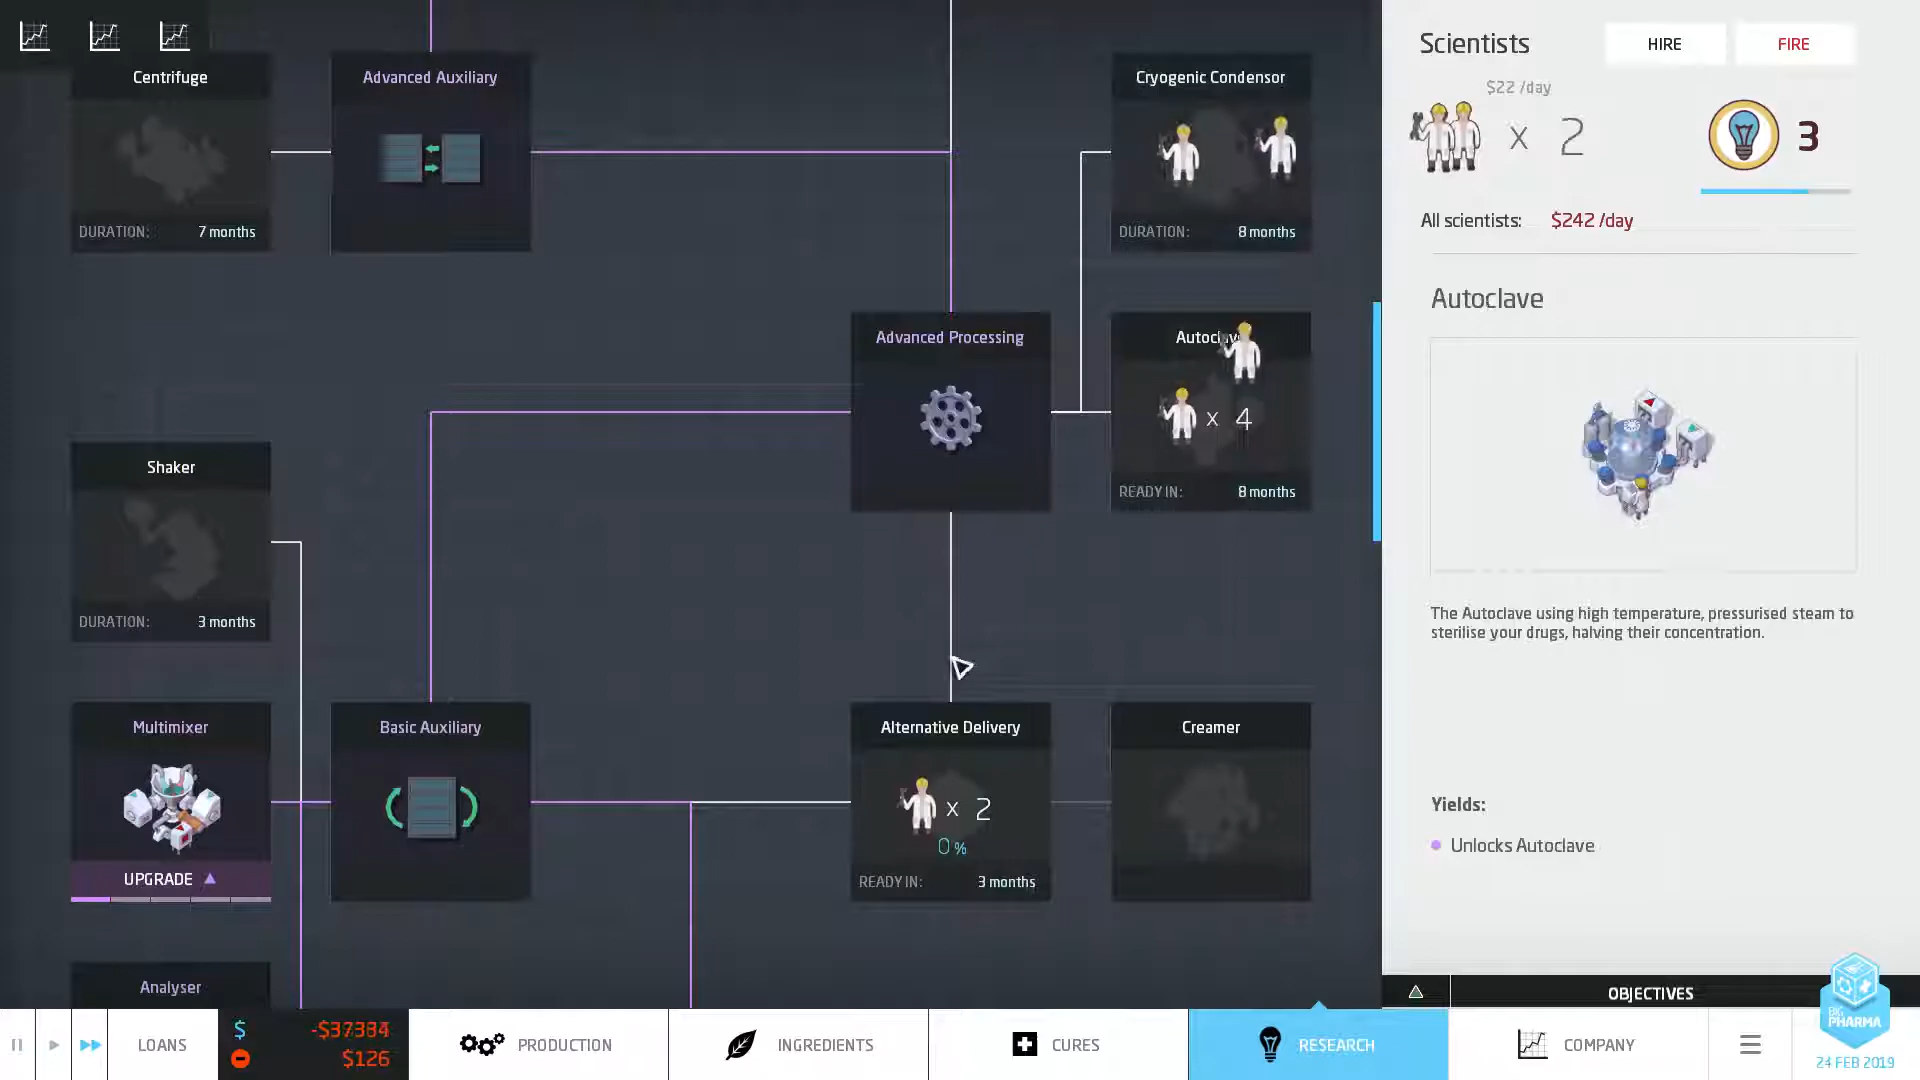 Centrifuge
DURATION: 7 months
Advanced Auxiliary
Cryogenic Condensor
DURATION: 8 months
Advanced Processing
Autoclave
x 4
READY IN: 8 months
Shaker
DURATION: 3 months
Multimixer
UPGRADE
Basic Auxiliary
Alternative Delivery
x 2
0 %
READY IN: 3 months
Creamer
Analyser
Scientists
HIRE
FIRE
$22 /day
x 2
3
All scientists: $242 /day
Autoclave
The Autoclave using high temperature, pressurised steam to
sterilise your drugs, halving their concentration.
Yields:
Unlocks Autoclave
OBJECTIVES
LOANS
$ -$37384
$126
PRODUCTION
INGREDIENTS
CURES
RESEARCH
COMPANY
BIG
PHARMA
24 FEB 2019